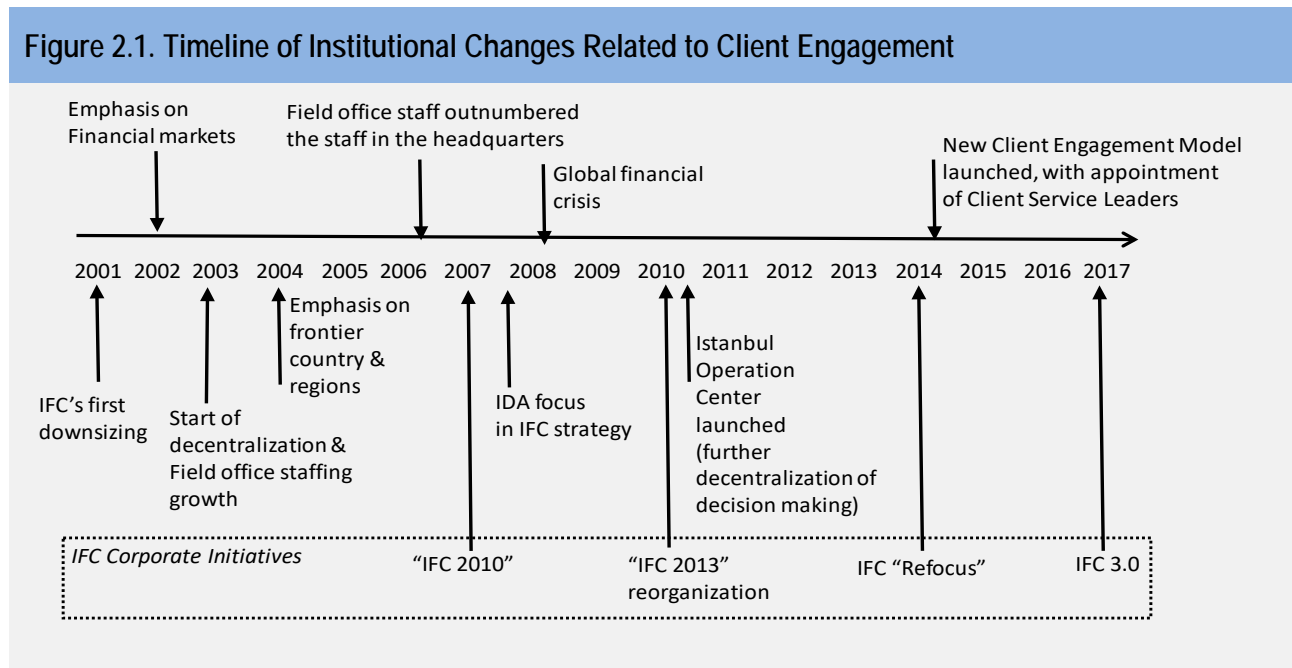 Figure 2.1. Timeline of Institutional Changes Related to Client Engagement
Emphasis on
Financial markets
Field office staff outnumbered
the staff in the headquarters
Global financial
crisis
New Client Engagement Model
launched, with appointment
of Client Service Leaders
2001 2002 2003 2004 2005 2006 2007 2008 2009 2010 2011 2012 2013 2014 2015 2016 2017
IFC's first
downsizing
Start of
decentralization &
Field office staffing
growth
Emphasis on
frontier
country &
regions
IDA focus
in IFC strategy
Istanbul
Operation
Center
launched
(further
decentralization of
decision making)
IFC Corporate Initiatives
“IFC 2010”
“IFC 2013”
reorganization
IFC “Refocus”
IFC 3.0